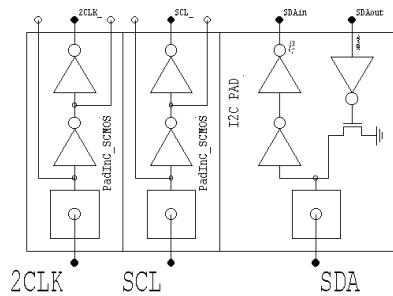 2CLK_
SCL_
SDAin
SDAout
PadInC_SCMOS
PadInC_SCMOS
I2C PAD
2CLK
SCL
SDA